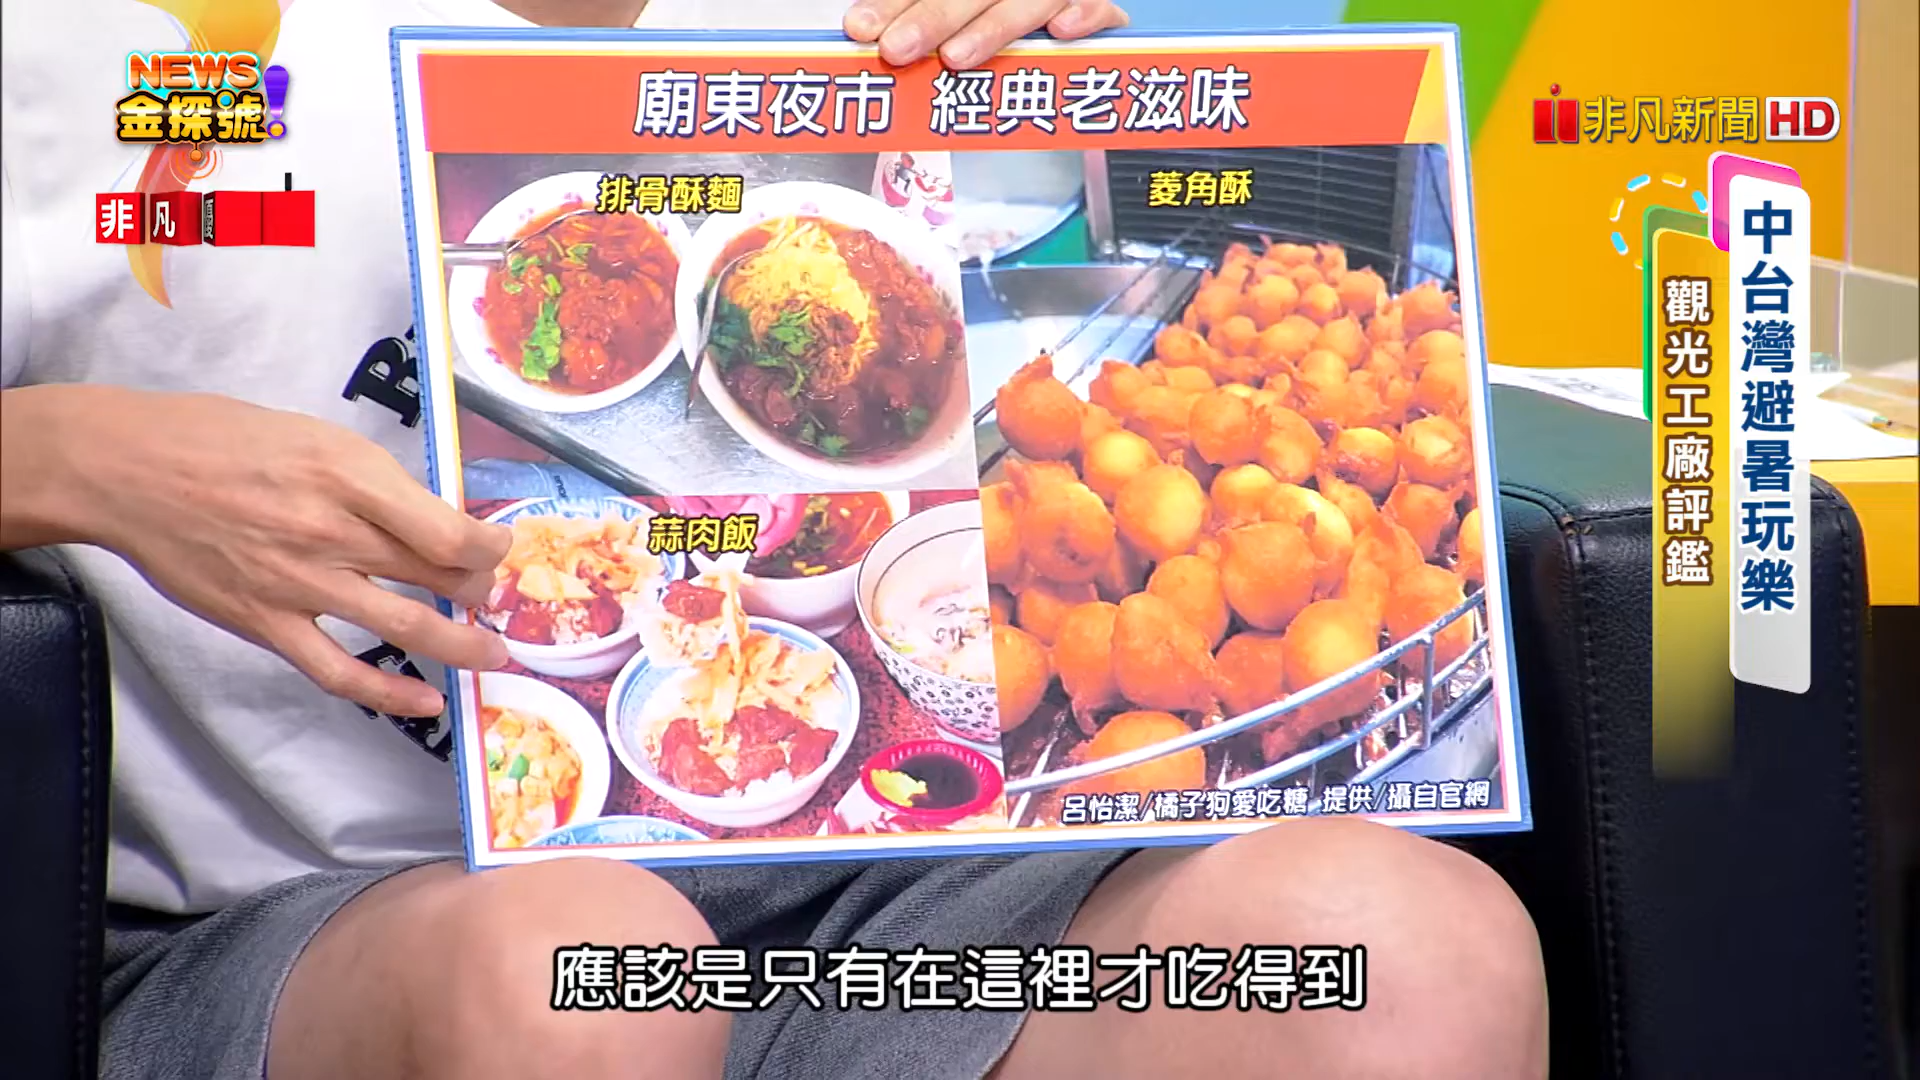 NEWS
金探號!
非凡
非凡新聞HD
廟東夜市 經典老滋味
排骨酥麵
菱角酥
蒜肉飯
呂怡潔/橘子狗愛吃糖 提供/攝自官網
中台灣避暑玩樂
觀光工廠評鑑
應該是只有在這裡才吃得到